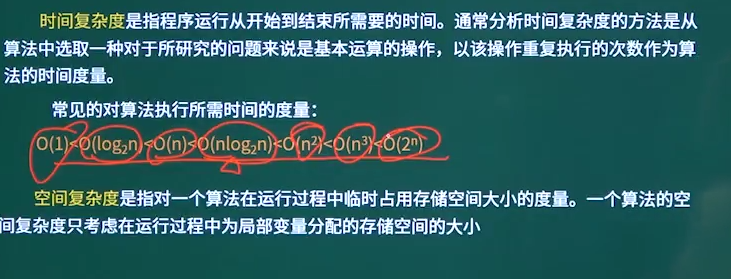 时间复杂度是指程序运行从开始到结束所需要的时间。通常分析时间复杂度的方法是从
算法中选取一种对于所研究的问题来说是基本运算的操作，以该操作重复执行的次数作为算
法的时间度量。
常见的对算法执行所需时间的度量：
O(1)<O(log₂n)<O(n)<O(nlog₂n)<O(n²)<O(n³)<O(2ⁿ)
空间复杂度是指对一个算法在运行过程中临时占用存储空间大小的度量。一个算法的空
间复杂度只考虑在运行过程中为局部变量分配的存储空间的大小